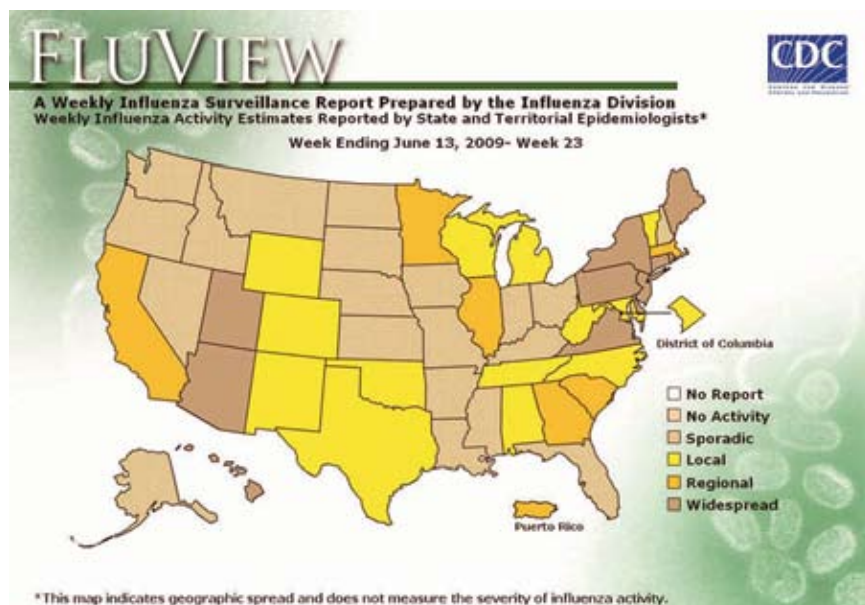 FLUVIEW
CDC
A Weekly Influenza Surveillance Report Prepared by the Influenza Division
Weekly Influenza Activity Estimates Reported by State and Territorial Epidemiologists*
Week Ending June 13, 2009- Week 23
District of Columbia
No Report
No Activity
Sporadic
Local
Regional
Widespread
Puerto Rico
*This map indicates geographic spread and does not measure the severity of influenza activity.